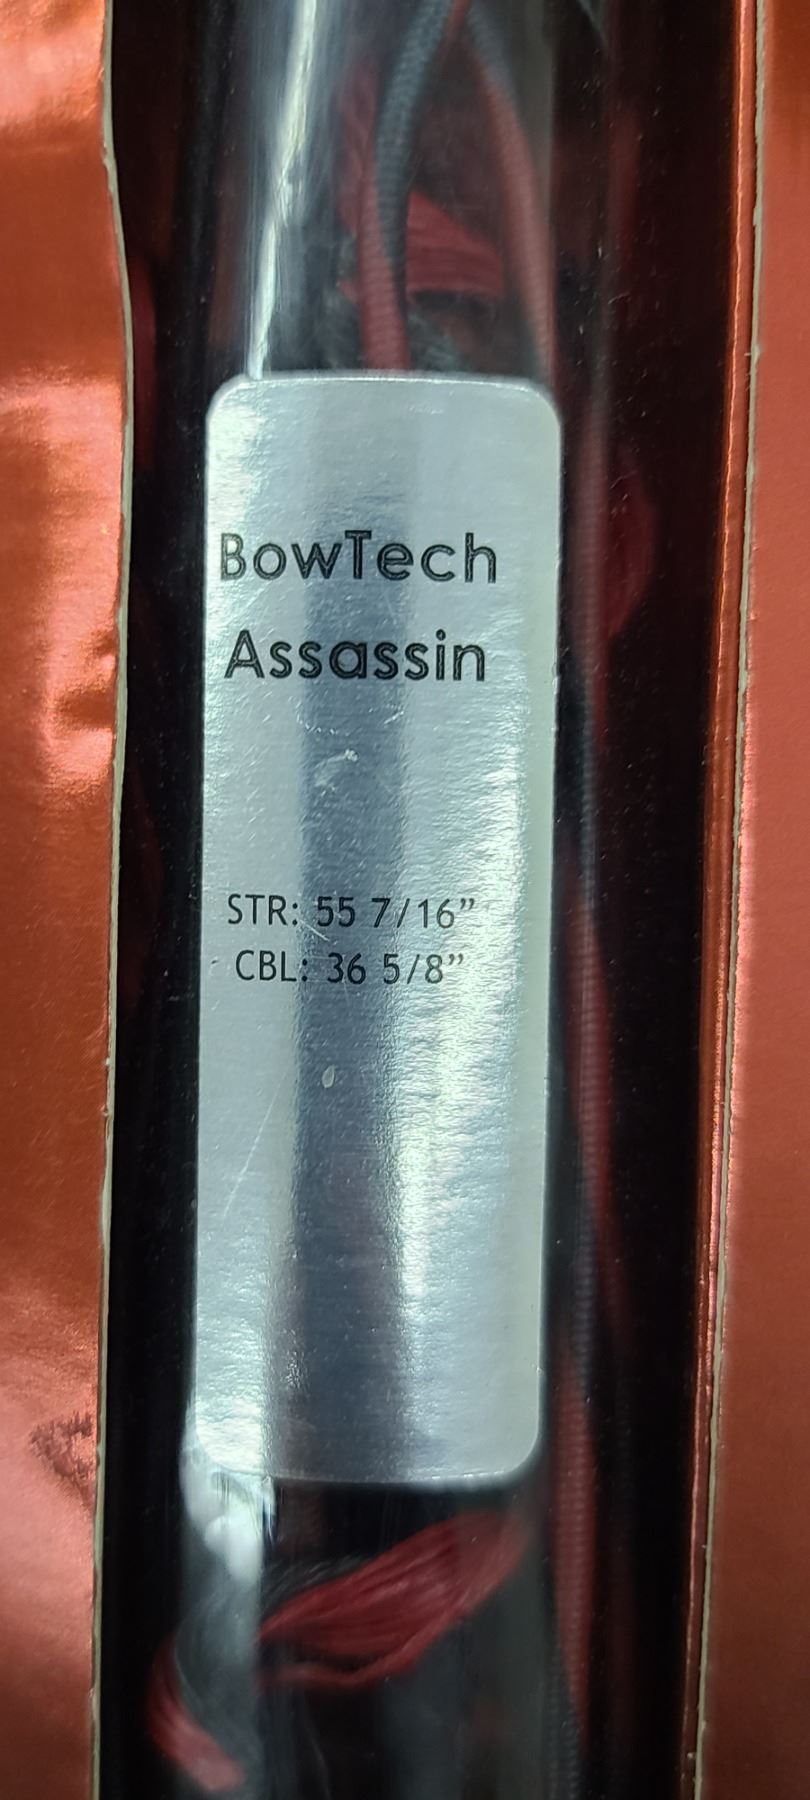 BowTech
Assassin
STR: 55 7/16”
CBL: 36 5/8”